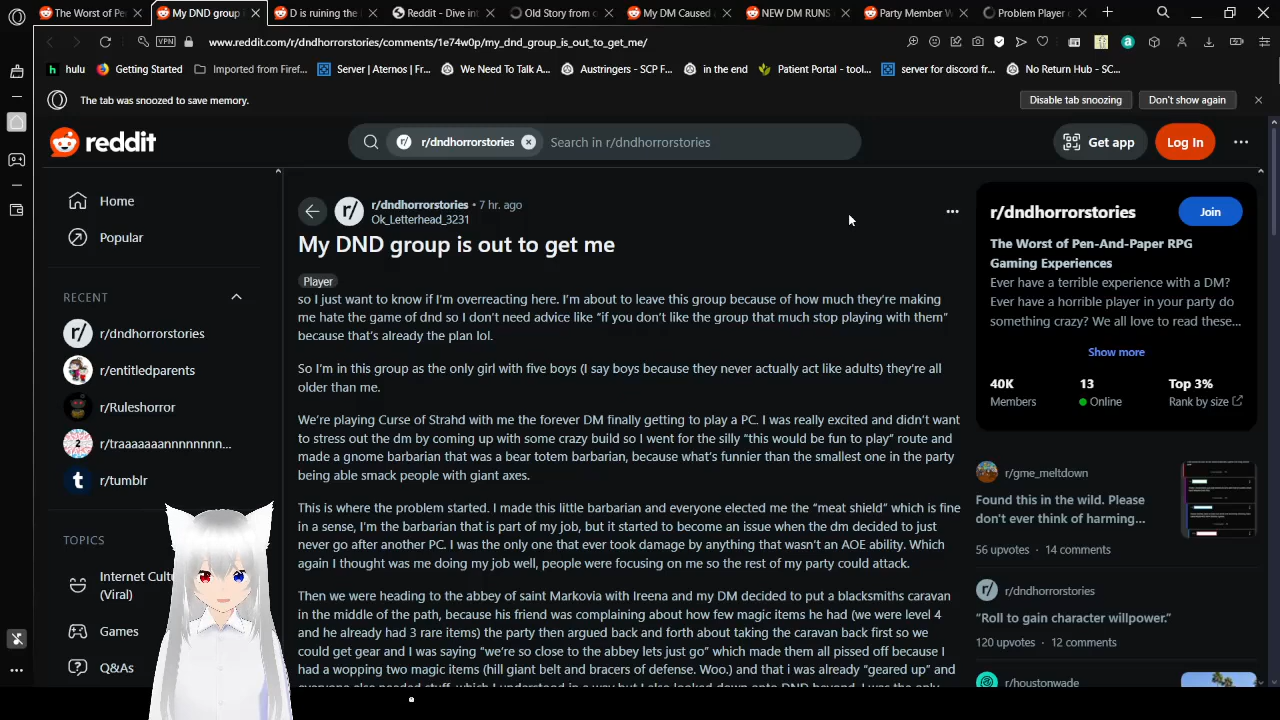 The Worst of Pe
My DND group
D is ruining the
Reddit - Dive in
Old Story from
My DM Caused
NEW DM RUNS
Party Member W
Problem Player
VPN
www.reddit.com/r/dndhorrorstories/comments/1e74w0p/my_dnd_group_is_out_to_get_me/
hulu
Getting Started
Imported from Firef...
Server | Aternos | Fr...
We Need To Talk A...
Austringers - SCP F...
in the end
Patient Portal - tool...
server for discord fr...
No Return Hub - SC...
The tab was snoozed to save memory.
Disable tab snoozing
Don't show again
reddit
r/dndhorrorstories
Search in r/dndhorrorstories
Get app
Log In
Home
Popular
RECENT
r/dndhorrorstories
r/entitledparents
r/Ruleshorror
r/traaaaaaannnnnnnn...
r/tumblr
TOPICS
Internet Cult
(Viral)
Games
Q&As
r/dndhorrorstories • 7 hr. ago
Ok_Letterhead_3231
My DND group is out to get me
Player
so I just want to know if I'm overreacting here. I'm about to leave this group because of how much they're making
me hate the game of dnd so I don't need advice like "if you don't like the group that much stop playing with them"
because that's already the plan lol.
So I'm in this group as the only girl with five boys (I say boys because they never actually act like adults) they're all
older than me.
We're playing Curse of Strahd with me the forever DM finally getting to play a PC. I was really excited and didn't want
to stress out the dm by coming up with some crazy build so I went for the silly "this would be fun to play" route and
made a gnome barbarian that was a bear totem barbarian, because what's funnier than the smallest one in the party
being able smack people with giant axes.
This is where the problem started. I made this little barbarian and everyone elected me the "meat shield" which is fine
in a sense, I'm the barbarian that is part of my job, but it started to become an issue when the dm decided to just
never go after another PC. I was the only one that ever took damage by anything that wasn't an AOE ability. Which
again I thought was me doing my job well, people were focusing on me so the rest of my party could attack.
Then we were heading to the abbey of saint Markovia with Ireena and my DM decided to put a blacksmiths caravan
in the middle of the path, because his friend was complaining about how few magic items he had (we were level 4
and he already had 3 rare items) the party then argued back and forth about taking the caravan back first so we
could get gear and I was saying "we're so close to the abbey lets just go" which made them all pissed off because I
had a wopping two magic items (hill giant belt and bracers of defense. Woo.) and that i was already "geared up" and
everyone else needed stuff, which I understood in a way but I also looked down onto DND beyond. I was the only
r/dndhorrorstories
Join
The Worst of Pen-And-Paper RPG
Gaming Experiences
Ever have a terrible experience with a DM?
Ever have a horrible player in your party do
something crazy? We all love to read these...
Show more
40K
13
Top 3%
Members
Online
Rank by size
r/gme_meltdown
Found this in the wild. Please
don't ever think of harming...
56 upvotes • 14 comments
r/dndhorrorstories
"Roll to gain character willpower."
120 upvotes • 12 comments
r/houstonwade